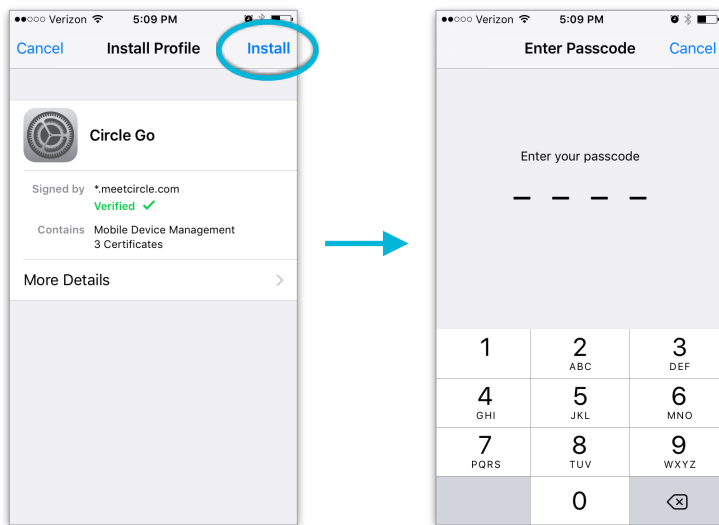 Verizon 5:09 PM
Cancel Install Profile Install
Circle Go
Signed by *.meetcircle.com
Verified
Contains Mobile Device Management
3 Certificates
More Details
Verizon 5:09 PM
Enter Passcode Cancel
Enter your passcode
1 2 3
ABC DEF
4 5 6
GHI JKL MNO
7 8 9
PQRS TUV WXYZ
0